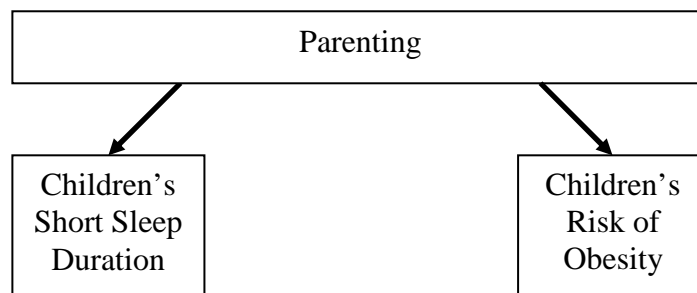 Parenting
Children’s
Short Sleep
Duration
Children’s
Risk of
Obesity